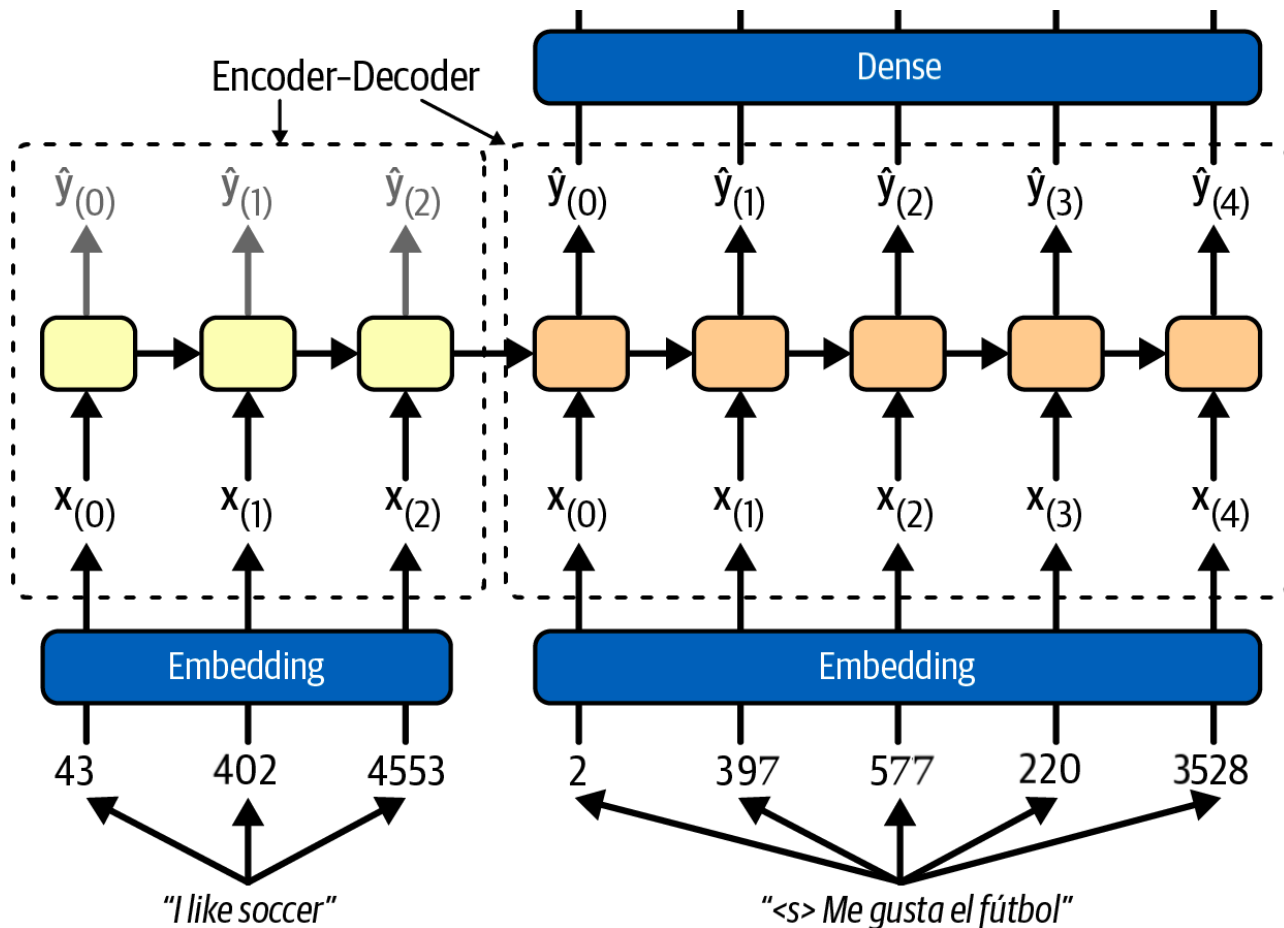 Dense
Encoder–Decoder
ŷ(0) ŷ(1) ŷ(2) ŷ(0) ŷ(1) ŷ(2) ŷ(3) ŷ(4)
x(0) x(1) x(2) x(0) x(1) x(2) x(3) x(4)
Embedding Embedding
43 402 4553 2 397 577 220 3528
“I like soccer” “<s> Me gusta el fútbol”